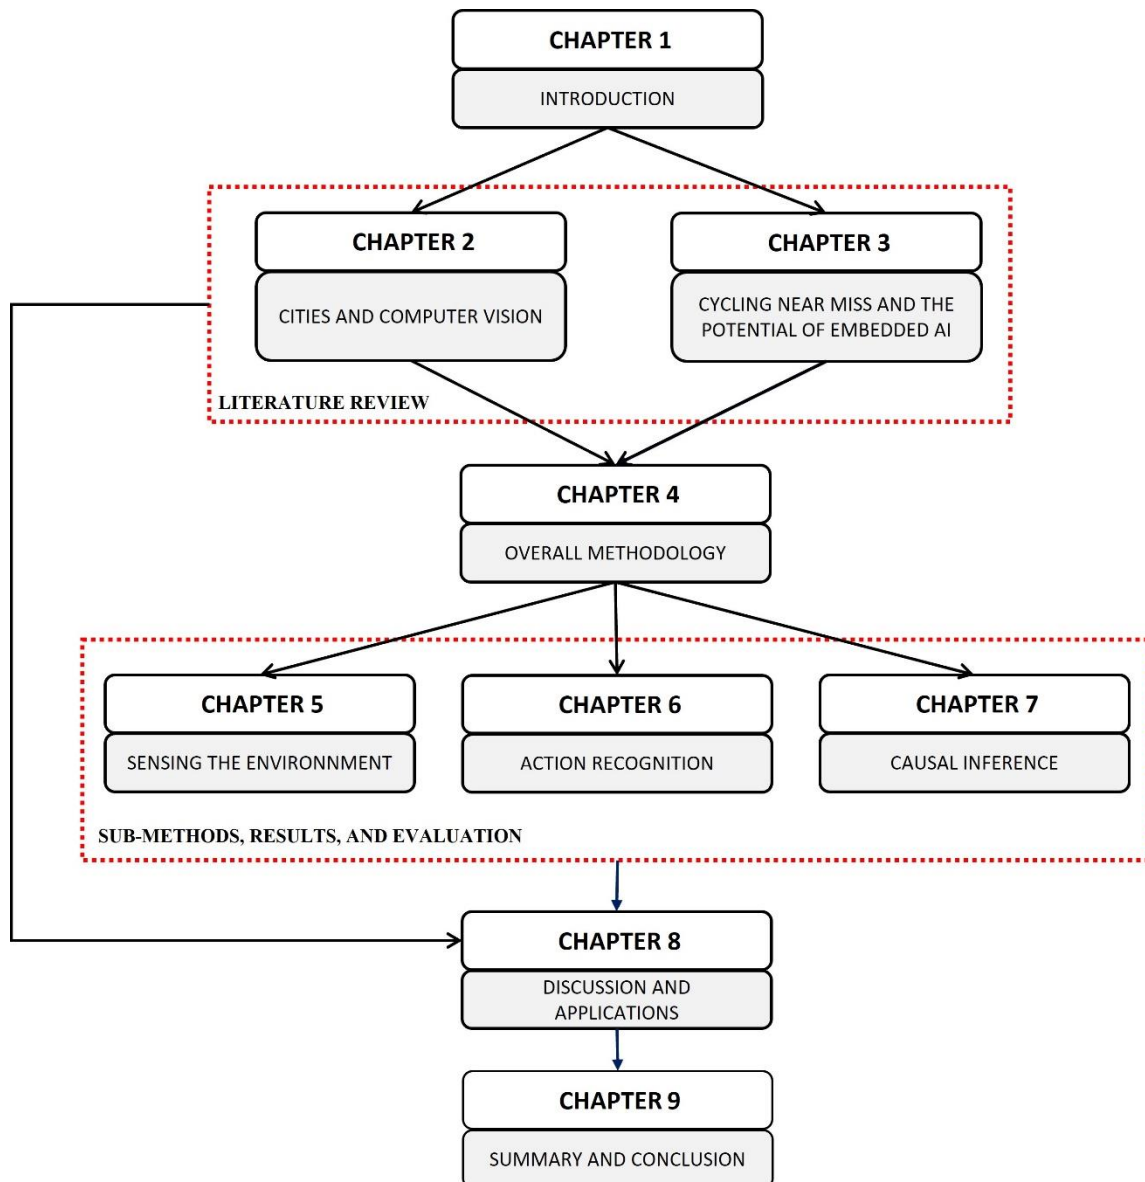 CHAPTER 1
INTRODUCTION
CHAPTER 2
CITIES AND COMPUTER VISION
CHAPTER 3
CYCLING NEAR MISS AND THE
POTENTIAL OF EMBEDDED AI
LITERATURE REVIEW
CHAPTER 4
OVERALL METHODOLOGY
CHAPTER 5
SENSING THE ENVIRONNMENT
CHAPTER 6
ACTION RECOGNITION
CHAPTER 7
CAUSAL INFERENCE
SUB-METHODS, RESULTS, AND EVALUATION
CHAPTER 8
DISCUSSION AND
APPLICATIONS
CHAPTER 9
SUMMARY AND CONCLUSION